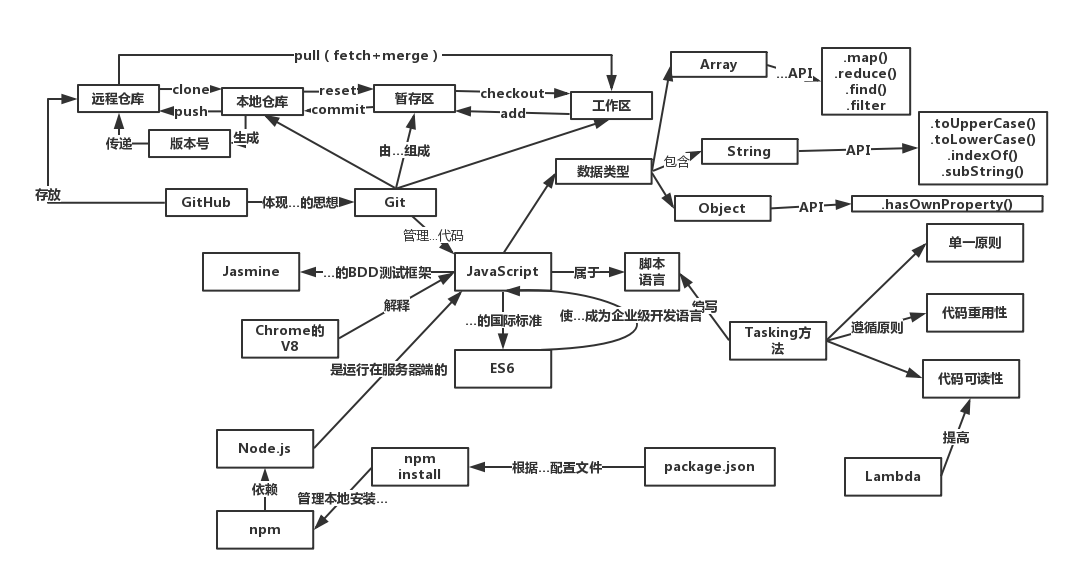 pull（fetch+merge）
远程仓库
clone
push
本地仓库
reset
commit
暂存区
checkout
add
工作区
Array
...API
.map()
.reduce()
.find()
.filter
传递
版本号
生成
由...组成
数据类型
包含
String
API
.toUpperCase()
.toLowerCase()
.indexOf()
.subString()
存放
GitHub
体现...的思想
Git
Object
API
.hasOwnProperty()
管理...代码
单一原则
Jasmine
...的BDD测试框架
JavaScript
属于
脚本
语言
解释
编写
Chrome的
V8
...的国际标准
使...成为企业级开发语言
Tasking方
法
遵循原则
代码重用性
是运行在服务器端的
ES6
代码可读性
提高
Node.js
npm
install
根据...配置文件
package.json
Lambda
依赖
管理本地安装...
npm